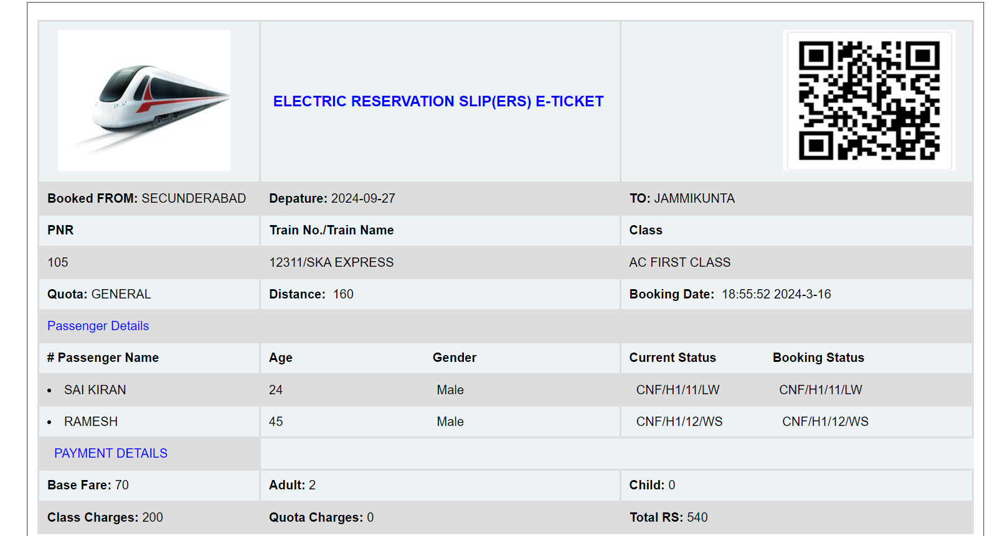 ELECTRIC RESERVATION SLIP(ERS) E-TICKET
Booked FROM: SECUNDERABAD Depature: 2024-09-27 TO: JAMMIKUNTA
PNR Train No./Train Name Class
105 12311/SKA EXPRESS AC FIRST CLASS
Quota: GENERAL Distance: 160 Booking Date: 18:55:52 2024-3-16
Passenger Details
# Passenger Name Age Gender Current Status Booking Status
• SAI KIRAN 24 Male CNF/H1/11/LW CNF/H1/11/LW
• RAMESH 45 Male CNF/H1/12/WS CNF/H1/12/WS
PAYMENT DETAILS
Base Fare: 70 Adult: 2 Child: 0
Class Charges: 200 Quota Charges: 0 Total RS: 540